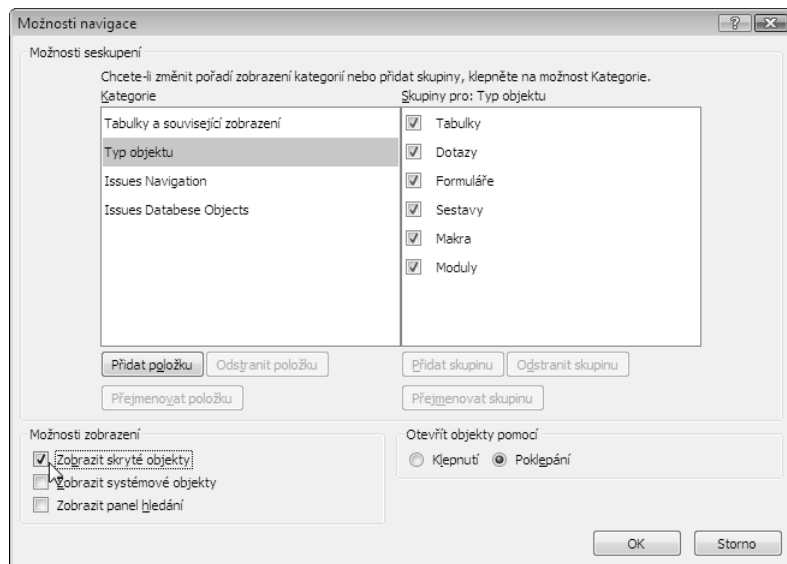 Možnosti navigace
Možnosti seskupení
Chcete-li změnit pořadí zobrazení kategorií nebo přidat skupiny, klepněte na možnost Kategorie.
Kategorie
Skupiny pro: Typ objektu
Tabulky a související zobrazení
Typ objektu
Issues Navigation
Issues Databese Objects
Tabulky
Dotazy
Formuláře
Sestavy
Makra
Moduly
Přidat položku
Odstranit položku
Přidat skupinu
Odstranit skupinu
Přejmenovat položku
Přejmenovat skupinu
Možnosti zobrazení
Zobrazit skryté objekty
Zobrazit systémové objekty
Zobrazit panel hledání
Otevřít objekty pomocí
Klepnutí
Poklepání
OK
Storno